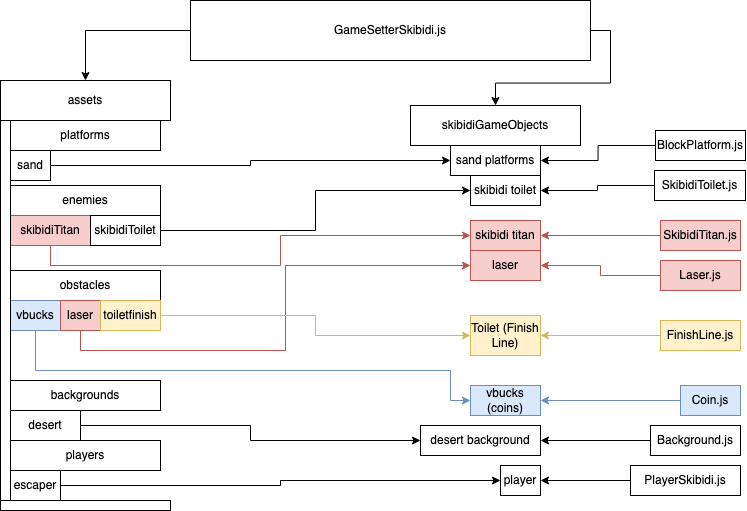 GameSetterSkibidi.js
assets
skibidiGameObjects
platforms
BlockPlatform.js
sand
sand platforms
SkibidiToilet.js
enemies
skibidi toilet
skibidiTitan
skibidiToilet
skibidi titan
SkibidiTitan.js
laser
Laser.js
obstacles
vbucks
laser
toiletfinish
Toilet (Finish
Line)
FinishLine.js
backgrounds
vbucks
(coins)
Coin.js
desert
desert background
Background.js
players
escaper
player
PlayerSkibidi.js